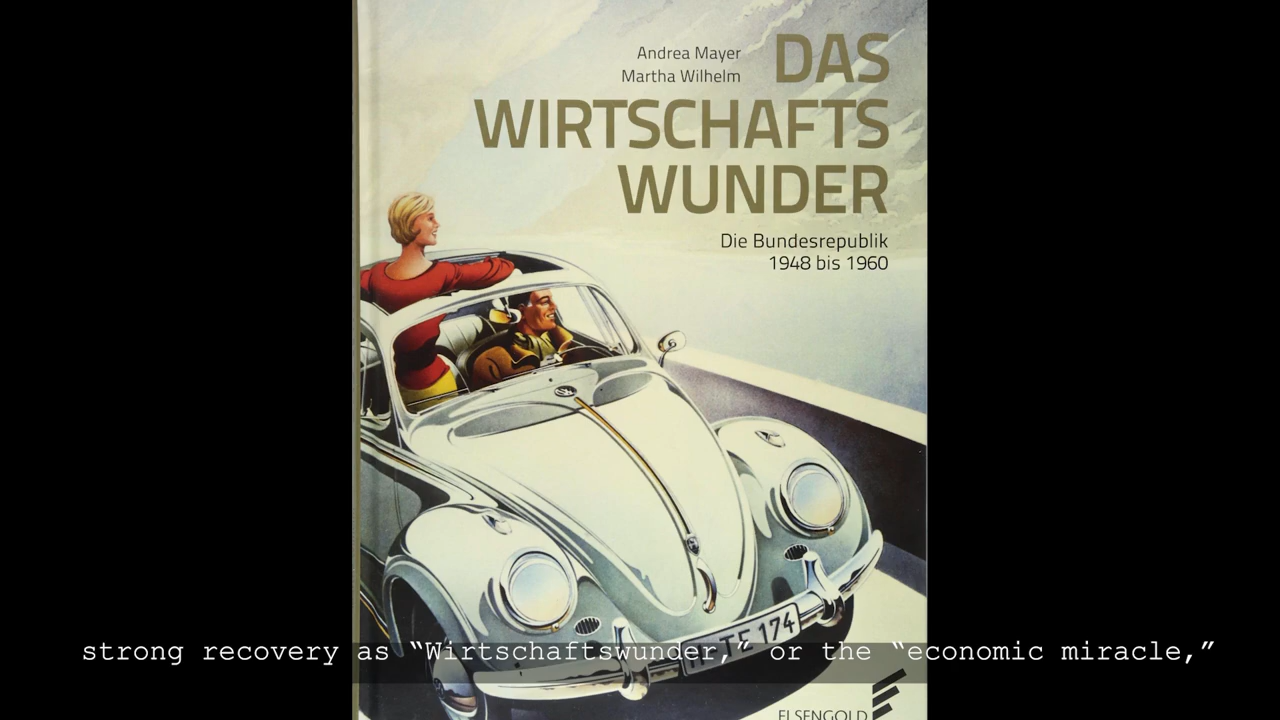 Andrea Mayer
Martha Wilhelm
DAS
WIRTSCHAFTS
WUNDER
Die Bundesrepublik
1948 bis 1960
174
strong recovery as “Wirtschaftswunder,” or the “economic miracle,”
ELSENGOLD